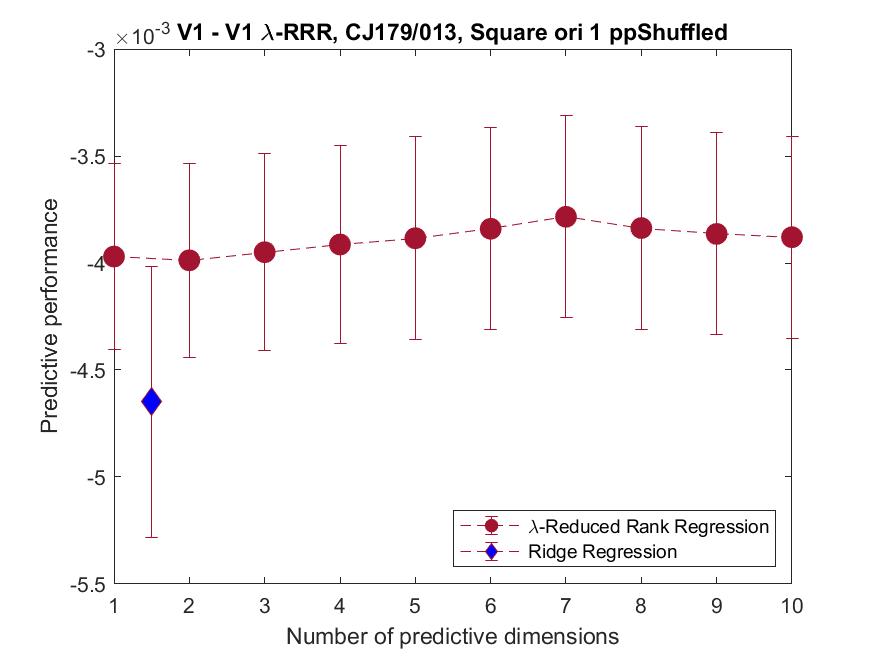 ×10-3 V1 - V1 λ-RRR, CJ179/013, Square ori 1 ppShuffled
-3
-3.5
-4
-4.5
-5
-5.5
Predictive performance
λ-Reduced Rank Regression
Ridge Regression
1 2 3 4 5 6 7 8 9 10
Number of predictive dimensions